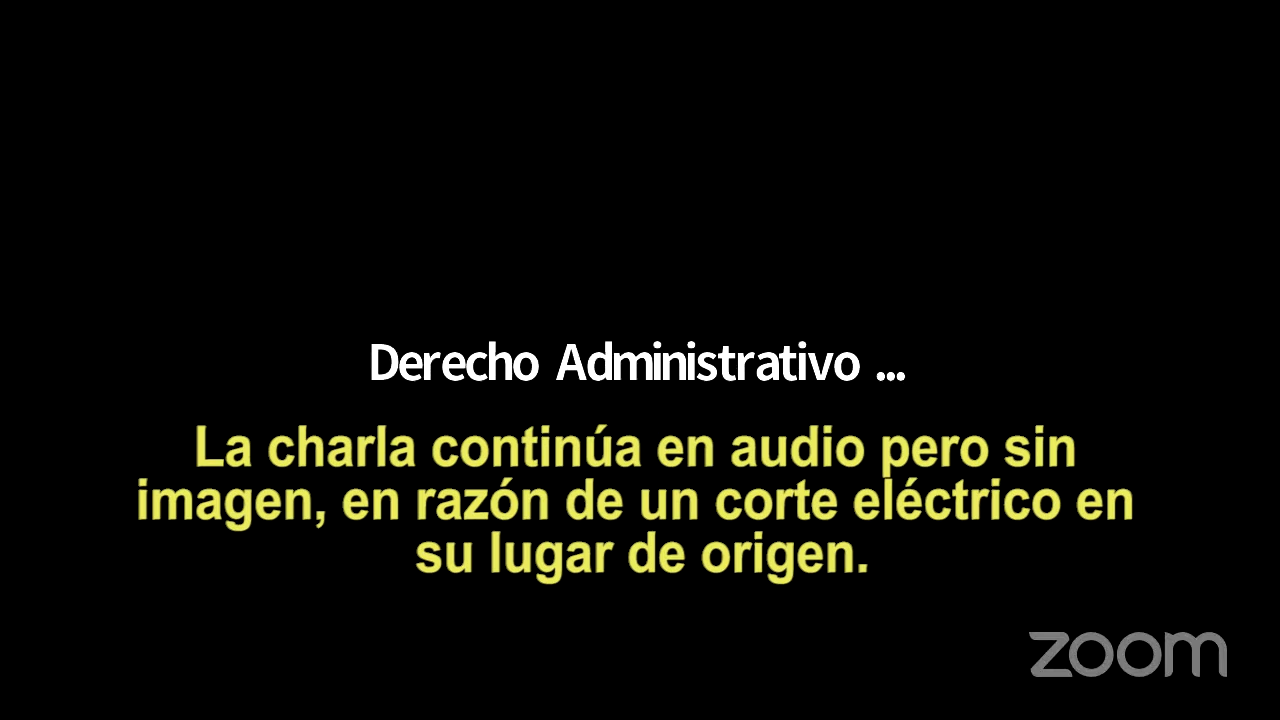 Derecho Administrativo ...
La charla continúa en audio pero sin
imagen, en razón de un corte eléctrico en
su lugar de origen.
zoom